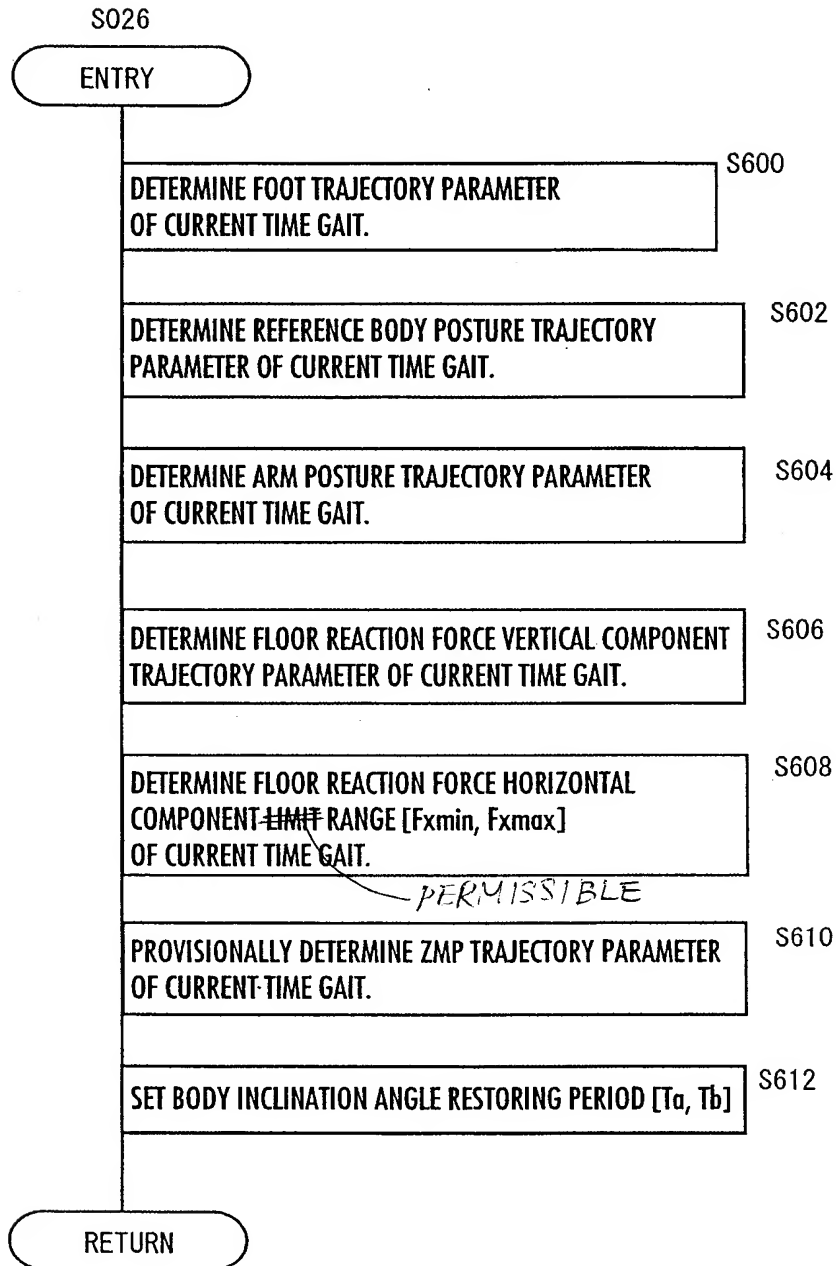 S026
ENTRY
S600
DETERMINE FOOT TRAJECTORY PARAMETER
OF CURRENT TIME GAIT.
S602
DETERMINE REFERENCE BODY POSTURE TRAJECTORY
PARAMETER OF CURRENT TIME GAIT.
S604
DETERMINE ARM POSTURE TRAJECTORY PARAMETER
OF CURRENT TIME GAIT.
S606
DETERMINE FLOOR REACTION FORCE VERTICAL COMPONENT
TRAJECTORY PARAMETER OF CURRENT TIME GAIT.
S608
DETERMINE FLOOR REACTION FORCE HORIZONTAL
COMPONENT LIMIT RANGE [Fxmin, Fxmax]
OF CURRENT TIME GAIT.
PERMISSIBLE
S610
PROVISIONALLY DETERMINE ZMP TRAJECTORY PARAMETER
OF CURRENT TIME GAIT.
S612
SET BODY INCLINATION ANGLE RESTORING PERIOD [Ta, Tb]
RETURN